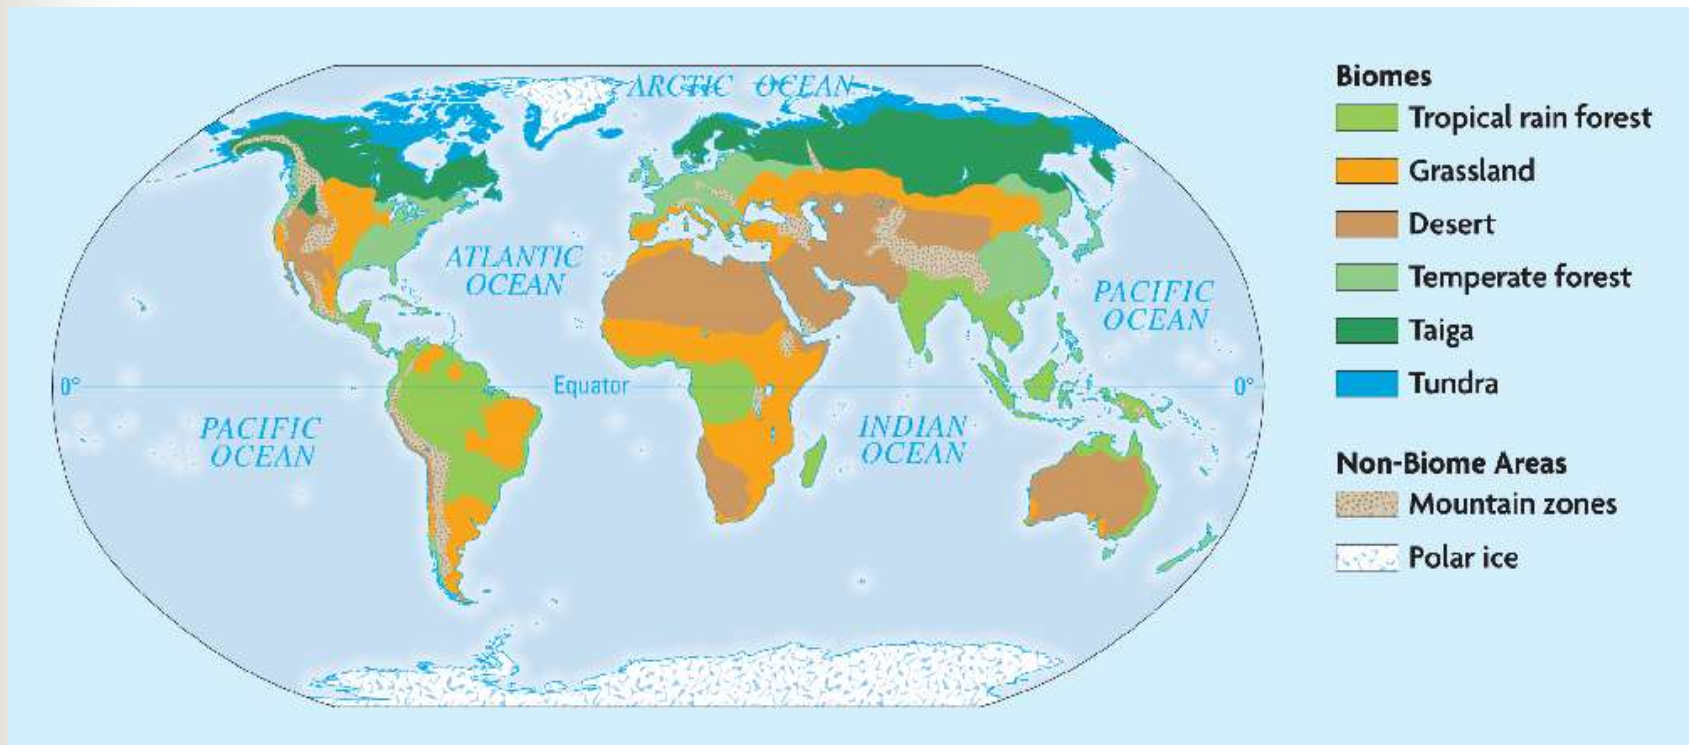 ARCTIC OCEAN
ATLANTIC
OCEAN
PACIFIC
OCEAN
0°
Equator
0°
PACIFIC
OCEAN
INDIAN
OCEAN
Biomes
Tropical rain forest
Grassland
Desert
Temperate forest
Taiga
Tundra
Non-Biome Areas
Mountain zones
Polar ice